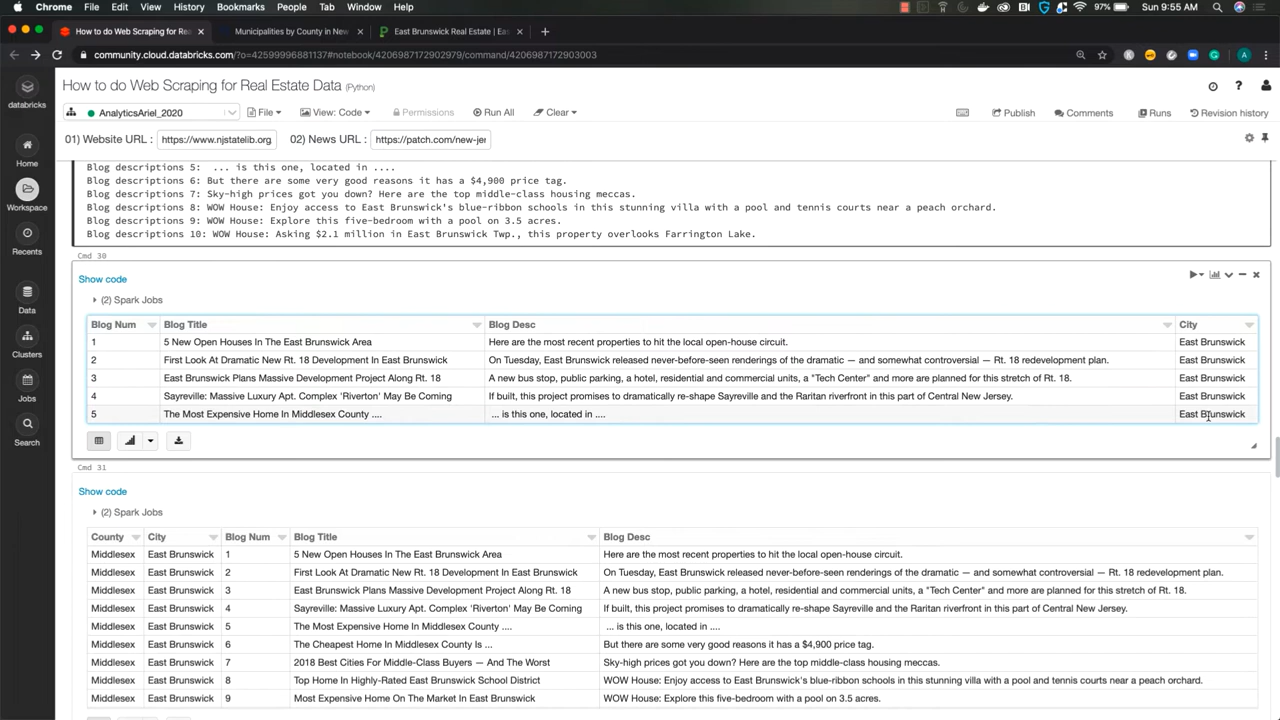 Chrome File Edit View History Bookmarks People Tab Window Help 97% Sun 9:55 AM
How to do Web Scraping for Rea Municipalities by County in New East Brunswick Real Estate | Eas
community.cloud.databricks.com/?o=425999966881137#notebook/4206987172902979/command/4206987172903003
How to do Web Scraping for Real Estate Data (Python)
databricks
AnalyticsAriel_2020 File View: Code Permissions Run All Clear Publish Comments Runs Revision history
01) Website URL : https://www.njstatelib.org 02) News URL : https://patch.com/new-jer
Home
Workspace
Recents
Data
Clusters
Jobs
Search
Blog descriptions 5: ... is this one, located in ....
Blog descriptions 6: But there are some very good reasons it has a $4,900 price tag.
Blog descriptions 7: Sky-high prices got you down? Here are the top middle-class housing meccas.
Blog descriptions 8: WOW House: Enjoy access to East Brunswick's blue-ribbon schools in this stunning villa with a pool and tennis courts near a peach orchard.
Blog descriptions 9: WOW House: Explore this five-bedroom with a pool on 3.5 acres.
Blog descriptions 10: WOW House: Asking $2.1 million in East Brunswick Twp., this property overlooks Farrington Lake.
Cmd 30
Show code
(2) Spark Jobs
Blog Num Blog Title Blog Desc City
1 5 New Open Houses In The East Brunswick Area Here are the most recent properties to hit the local open-house circuit. East Brunswick
2 First Look At Dramatic New Rt. 18 Development In East Brunswick On Tuesday, East Brunswick released never-before-seen renderings of the dramatic — and somewhat controversial — Rt. 18 redevelopment plan. East Brunswick
3 East Brunswick Plans Massive Development Project Along Rt. 18 A new bus stop, public parking, a hotel, residential and commercial units, a "Tech Center" and more are planned for this stretch of Rt. 18. East Brunswick
4 Sayreville: Massive Luxury Apt. Complex 'Riverton' May Be Coming If built, this project promises to dramatically re-shape Sayreville and the Raritan riverfront in this part of Central New Jersey. East Brunswick
5 The Most Expensive Home In Middlesex County .... ... is this one, located in .... East Brunswick
Cmd 31
Show code
(2) Spark Jobs
County City Blog Num Blog Title Blog Desc
Middlesex East Brunswick 1 5 New Open Houses In The East Brunswick Area Here are the most recent properties to hit the local open-house circuit.
Middlesex East Brunswick 2 First Look At Dramatic New Rt. 18 Development In East Brunswick On Tuesday, East Brunswick released never-before-seen renderings of the dramatic — and somewhat controversial — Rt. 18 redevelopment plan.
Middlesex East Brunswick 3 East Brunswick Plans Massive Development Project Along Rt. 18 A new bus stop, public parking, a hotel, residential and commercial units, a "Tech Center" and more are planned for this stretch of Rt. 18.
Middlesex East Brunswick 4 Sayreville: Massive Luxury Apt. Complex 'Riverton' May Be Coming If built, this project promises to dramatically re-shape Sayreville and the Raritan riverfront in this part of Central New Jersey.
Middlesex East Brunswick 5 The Most Expensive Home In Middlesex County .... ... is this one, located in ....
Middlesex East Brunswick 6 The Cheapest Home In Middlesex County Is ... But there are some very good reasons it has a $4,900 price tag.
Middlesex East Brunswick 7 2018 Best Cities For Middle-Class Buyers — And The Worst Sky-high prices got you down? Here are the top middle-class housing meccas.
Middlesex East Brunswick 8 Top Home In Highly-Rated East Brunswick School District WOW House: Enjoy access to East Brunswick's blue-ribbon schools in this stunning villa with a pool and tennis courts near a peach orchard.
Middlesex East Brunswick 9 Most Expensive Home On The Market In East Brunswick WOW House: Explore this five-bedroom with a pool on 3.5 acres.